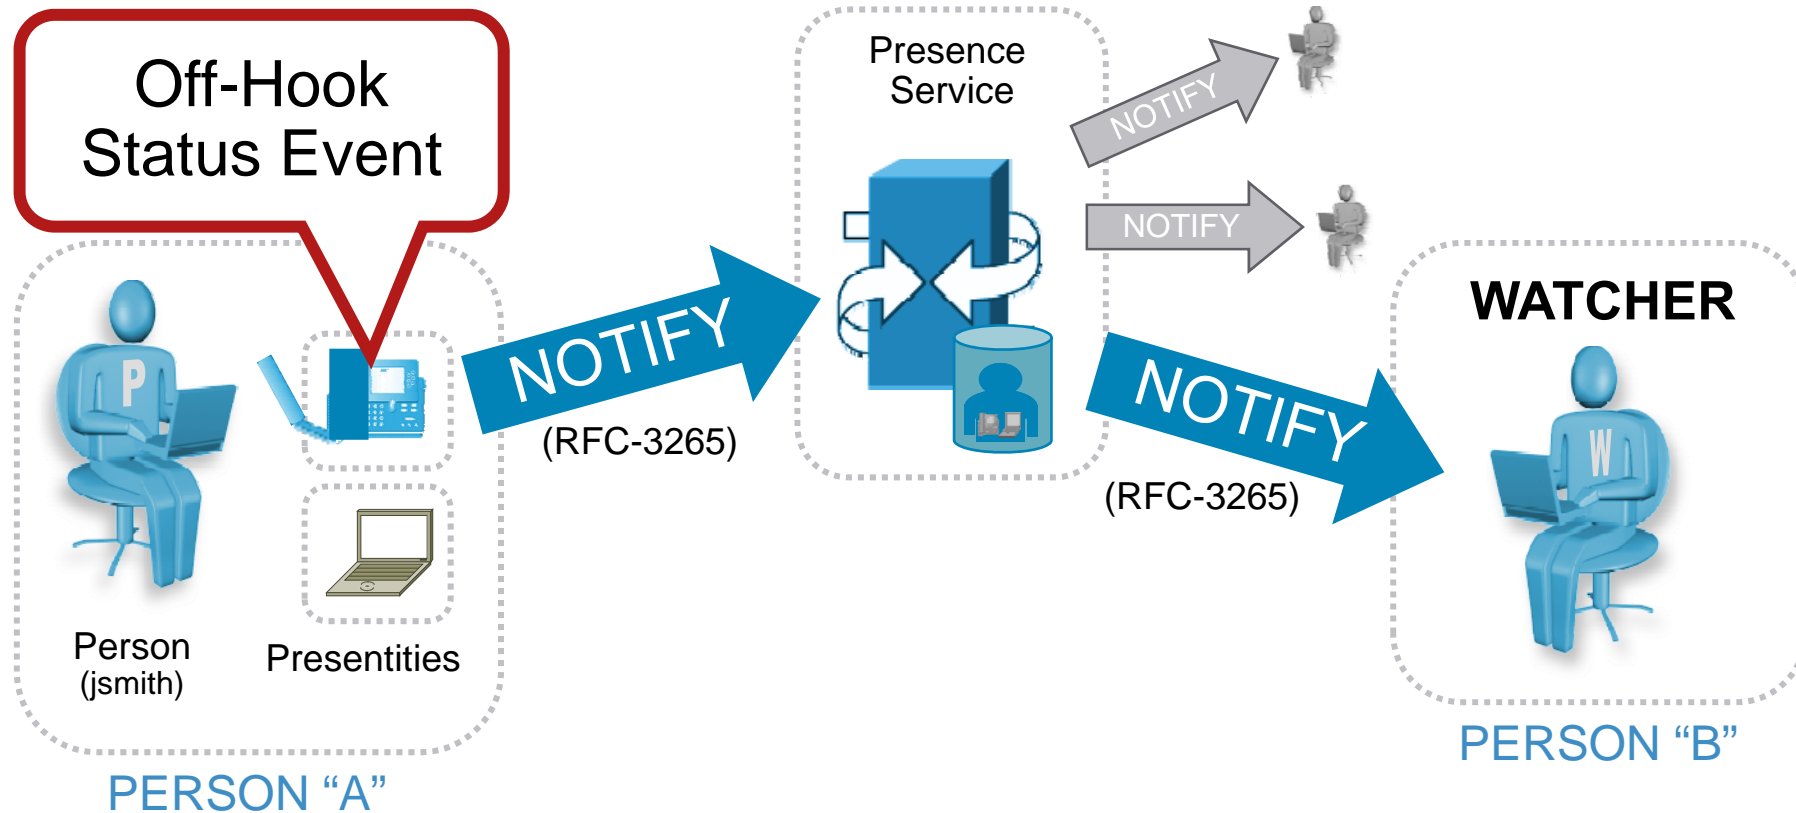 Off-Hook
Status Event
Presence
Service
NOTIFY
NOTIFY
WATCHER
P
NOTIFY
(RFC-3265)
NOTIFY
(RFC-3265)
W
Person
(jsmith)
Presentities
PERSON “A”
PERSON “B”